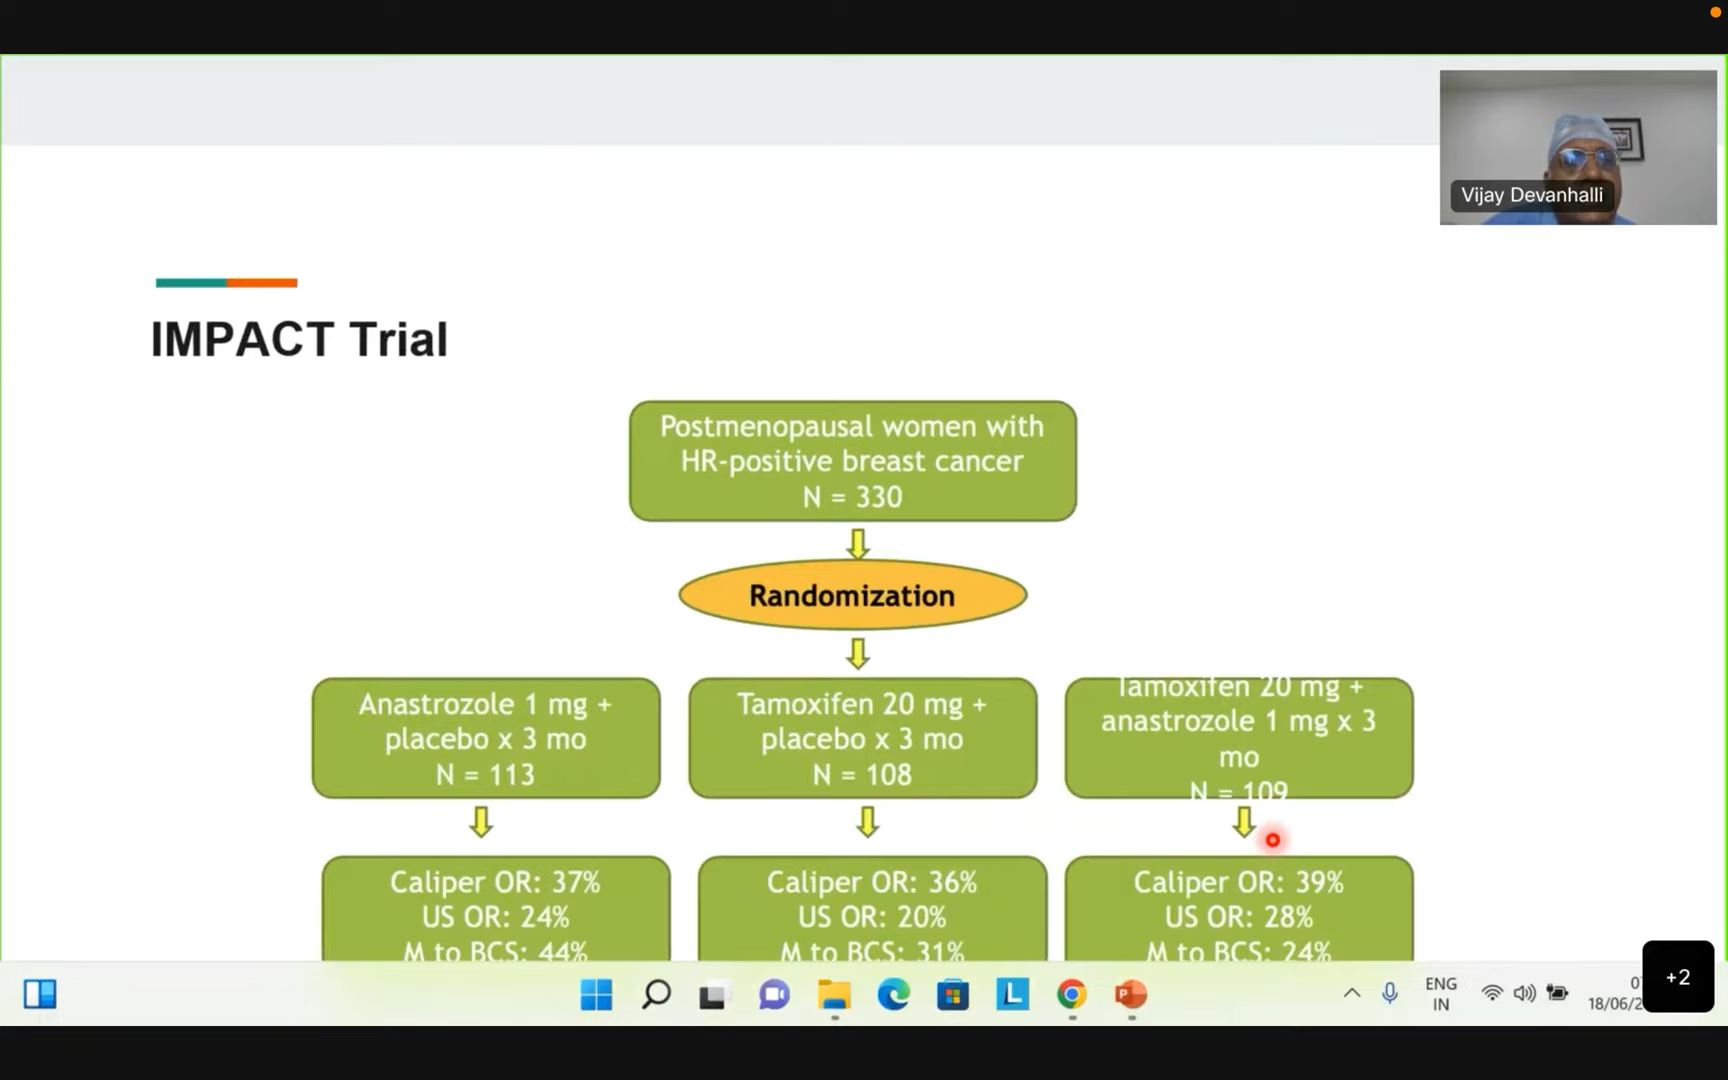 Vijay Devanhalli
IMPACT Trial
Postmenopausal women with
HR-positive breast cancer
N = 330
Randomization
Anastrozole 1 mg +
placebo x 3 mo
N = 113
Tamoxifen 20 mg +
placebo x 3 mo
N = 108
Tamoxifen 20 mg +
anastrozole 1 mg x 3
mo
N = 109
Caliper OR: 37%
US OR: 24%
M to BCS: 44%
Caliper OR: 36%
US OR: 20%
M to BCS: 31%
Caliper OR: 39%
US OR: 28%
M to BCS: 24%
L
P
ENG
IN
18/06/2
+2